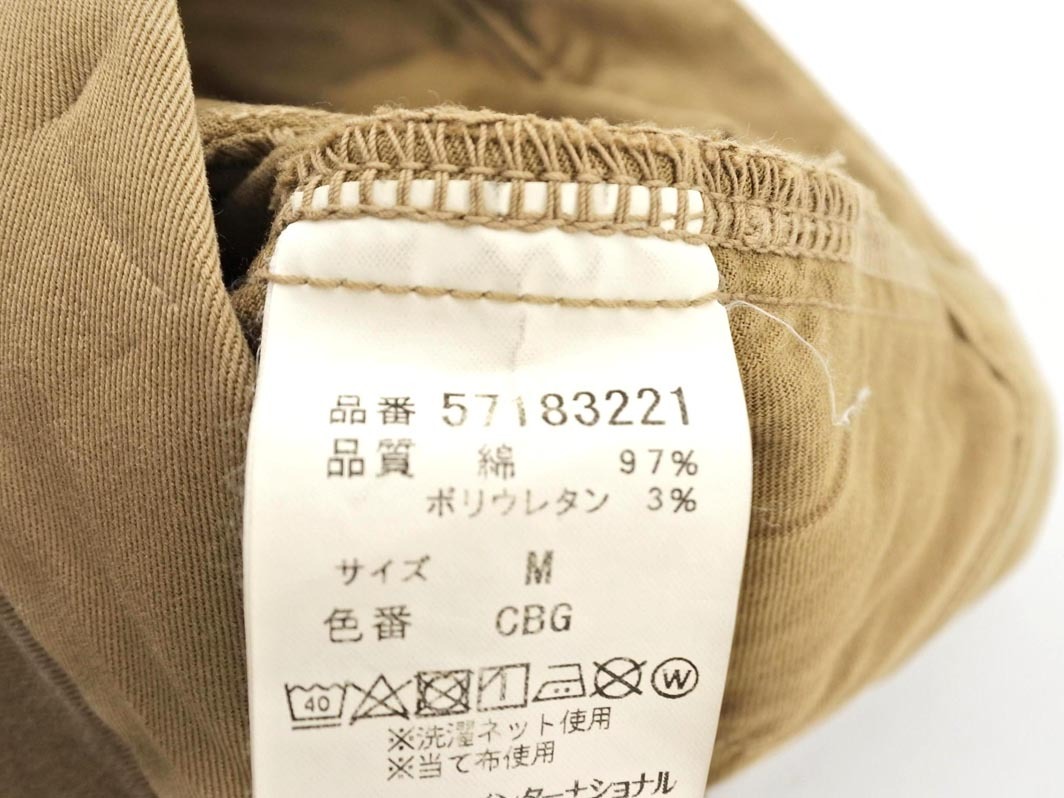 品番 57183221
品質 綿 97%
ポリウレタン 3%
サイズ M
色番 CBG
40 W
※洗濯ネット使用
※当て布使用
インターナショナル